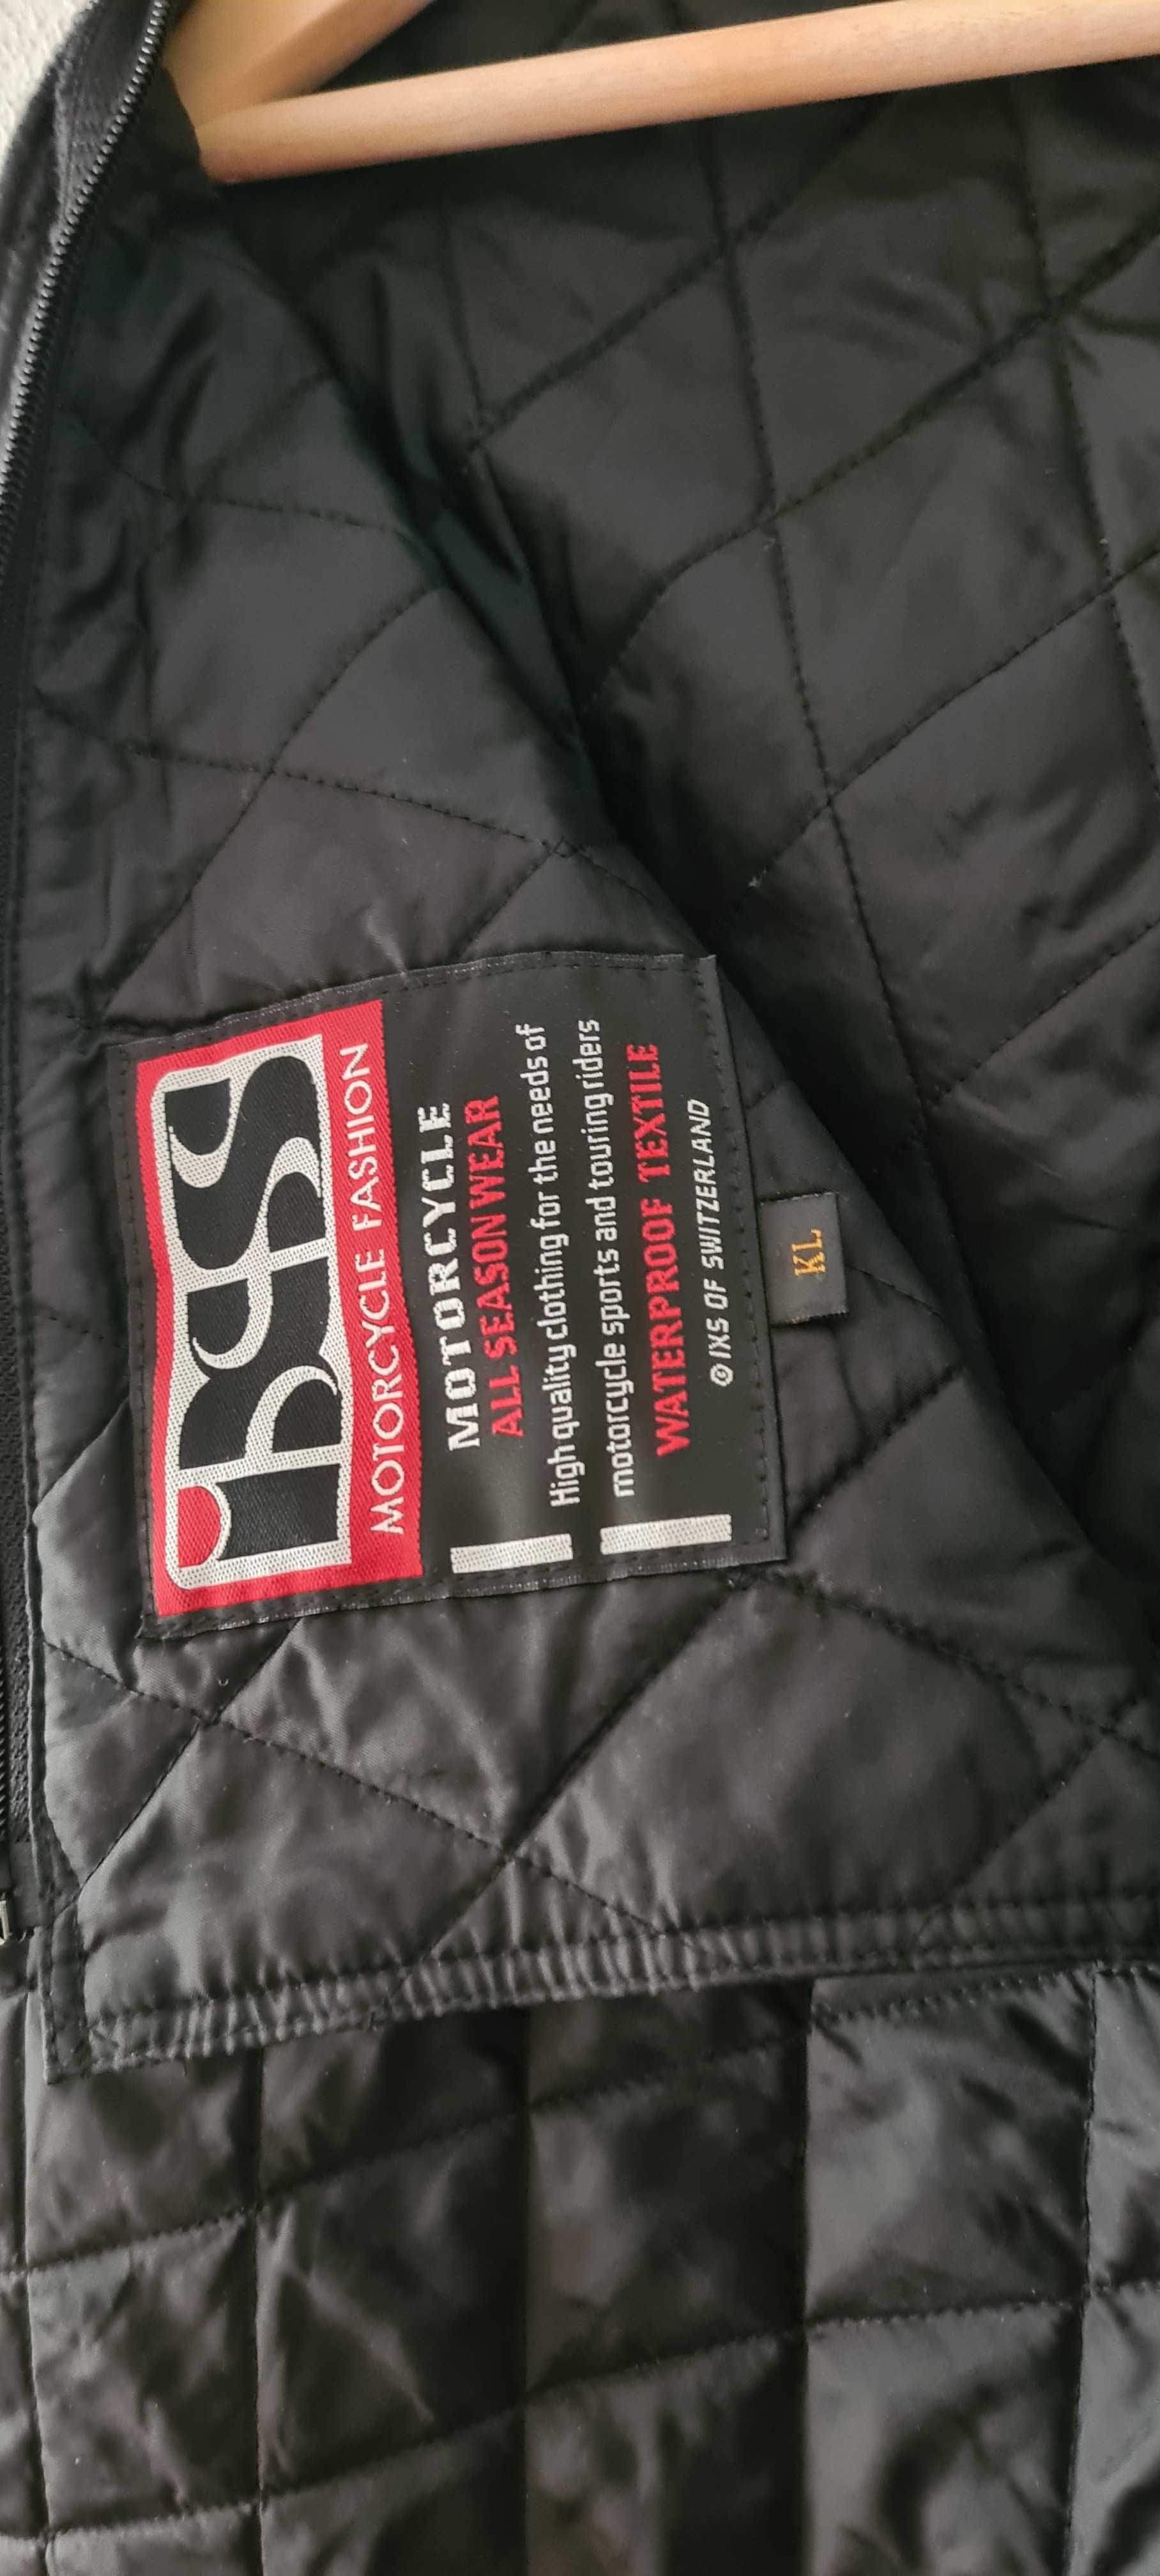 iXS
MOTORCYCLE FASHION
MOTORCYCLE
ALL SEASON WEAR
High quality clothing for the needs of
motorcycle sports and touring riders
WATERPROOF TEXTILE
© IXS OF SWITZERLAND
KL